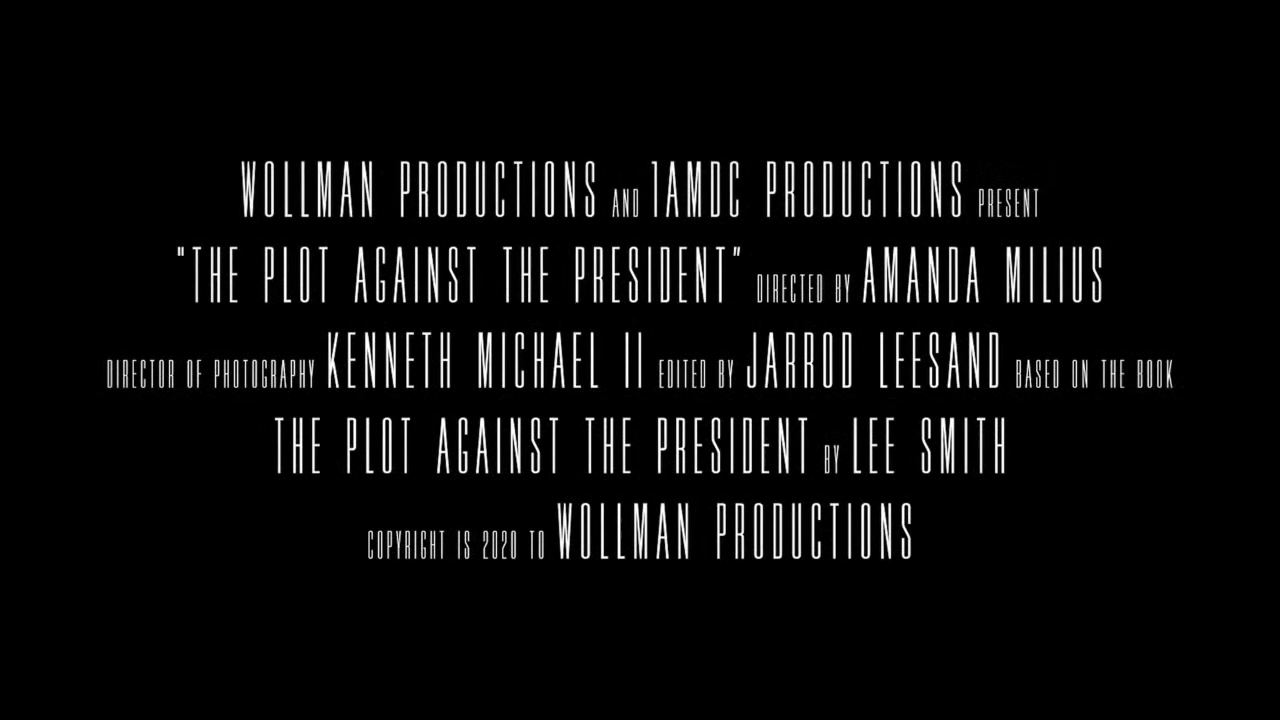 WOLLMAN PRODUCTIONS AND 1AMDC PRODUCTIONS PRESENT
"THE PLOT AGAINST THE PRESIDENT" DIRECTED BY AMANDA MILIUS
DIRECTOR OF PHOTOGRAPHY KENNETH MICHAEL II EDITED BY JARROD LEESAND BASED ON THE BOOK
THE PLOT AGAINST THE PRESIDENT BY LEE SMITH
COPYRIGHT IS 2020 TO WOLLMAN PRODUCTIONS